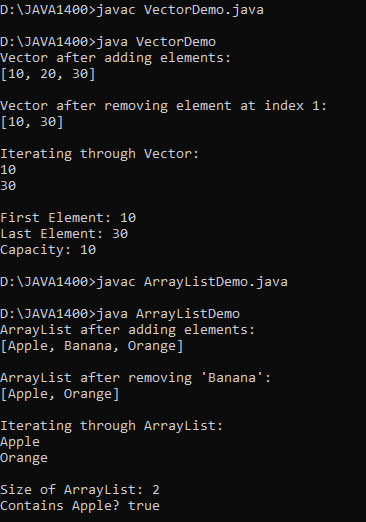 D:\JAVA1400>javac VectorDemo.java
D:\JAVA1400>java VectorDemo
Vector after adding elements:
[10, 20, 30]
Vector after removing element at index 1:
[10, 30]
Iterating through Vector:
10
30
First Element: 10
Last Element: 30
Capacity: 10
D:\JAVA1400>javac ArrayListDemo.java
D:\JAVA1400>java ArrayListDemo
ArrayList after adding elements:
[Apple, Banana, Orange]
ArrayList after removing 'Banana':
[Apple, Orange]
Iterating through ArrayList:
Apple
Orange
Size of ArrayList: 2
Contains Apple? true